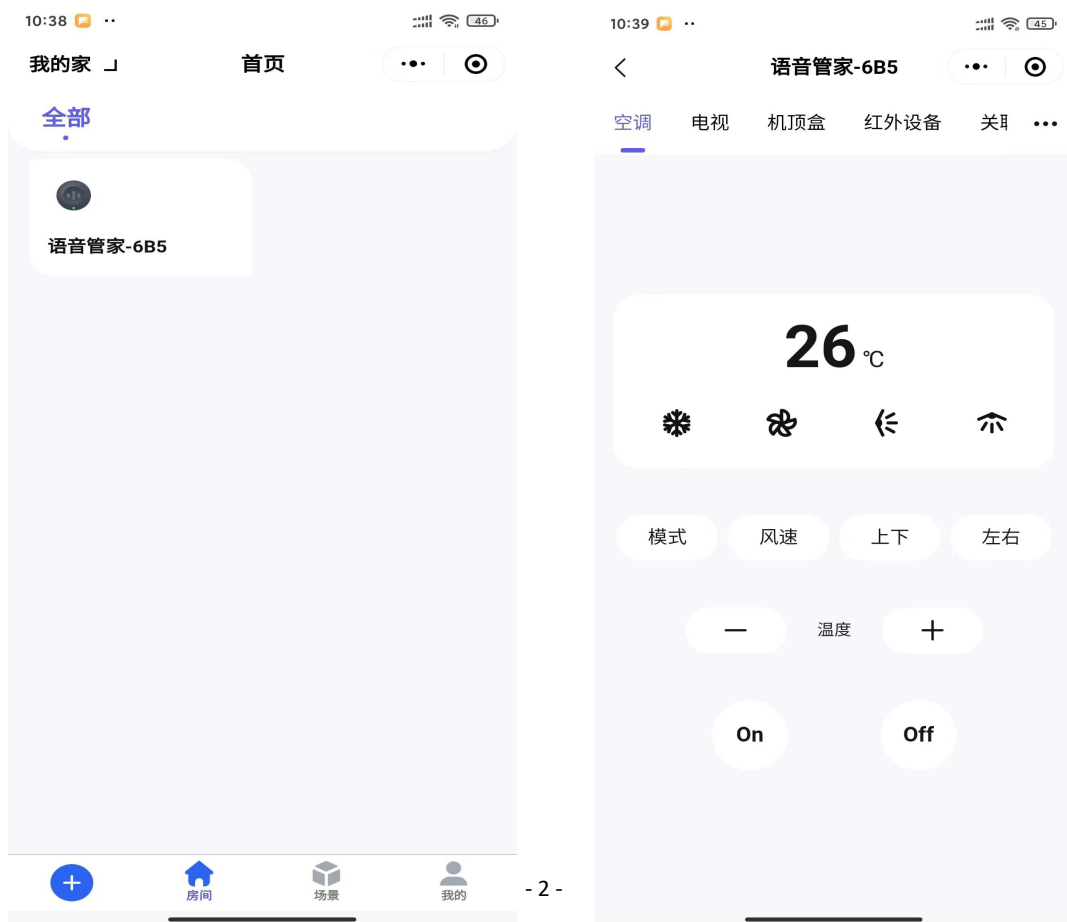 10:38
46
我的家
首页
全部
语音管家-6B5
房间
场景
我的
- 2 -
10:39
45
语音管家-6B5
空调 电视 机顶盒 红外设备 关
26 ℃
模式 风速 上下 左右
温度
On Off